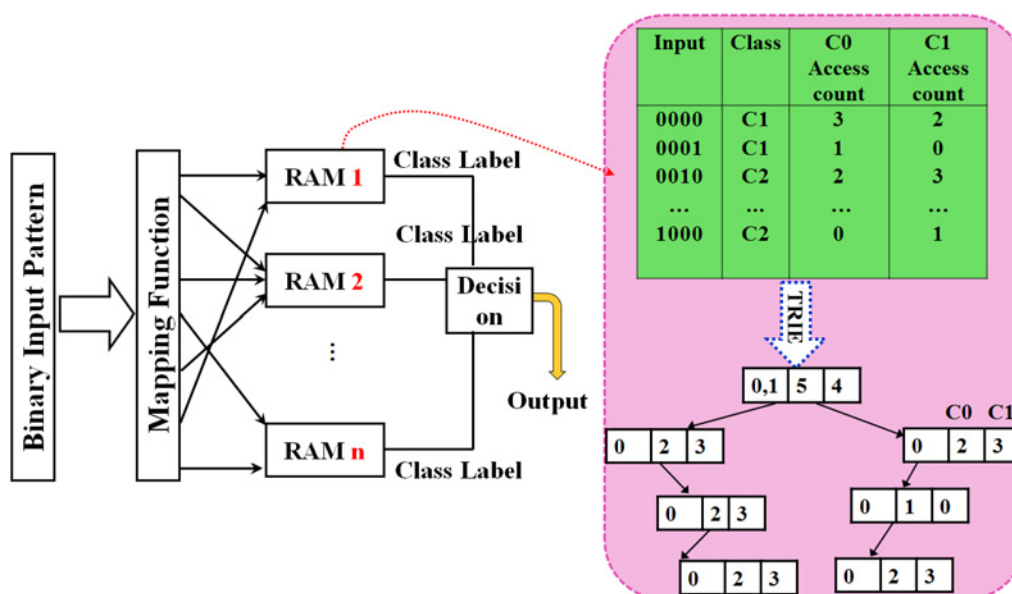 Binary Input Pattern
Mapping Function
RAM 1
RAM 2
⋮
RAM n
Class Label
Class Label
Class Label
Decisi
on
Output
Input Class C0 Access count C1 Access count
0000 C1 3 2
0001 C1 1 0
0010 C2 2 3
... ... ... ...
1000 C2 0 1
TRIE
0,1 5 4
C0 C1
0 2 3
0 2 3
0 2 3
0 1 0
0 2 3
0 2 3